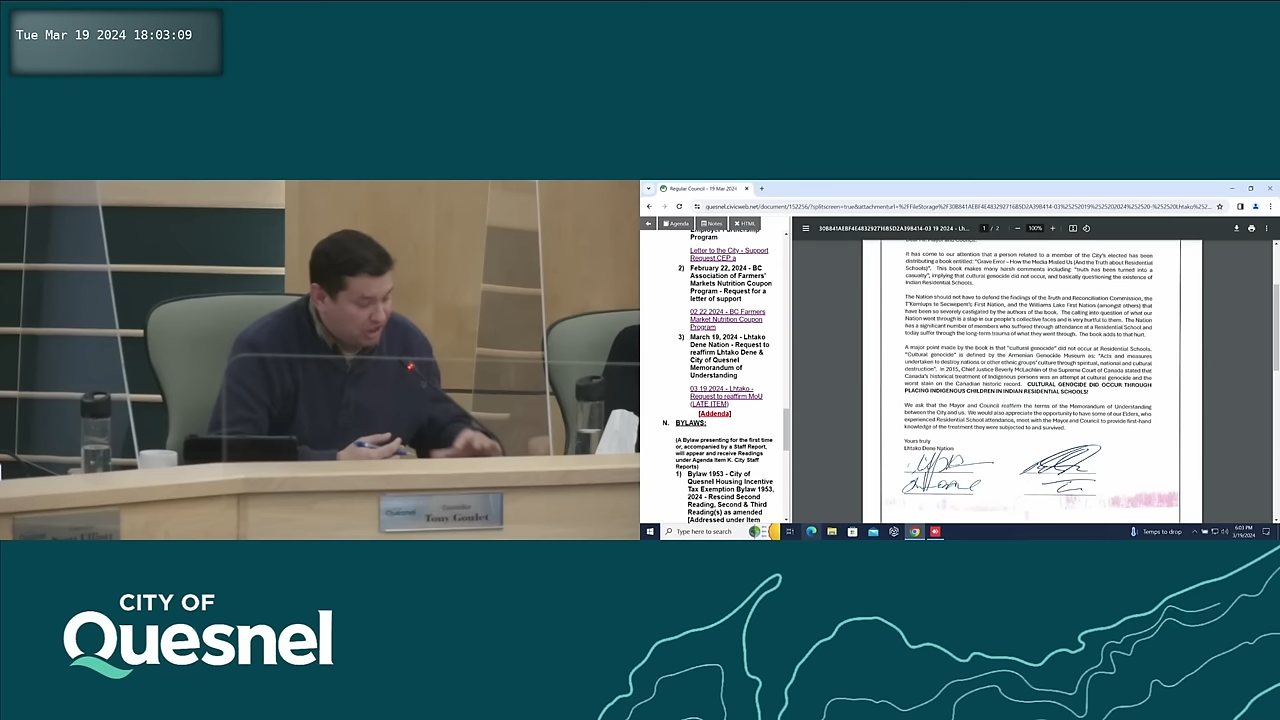 Tue Mar 19 2024 18:03:09
Regular Council - 19 Mar 2024
Agenda
Notes
HTML
1 / 2
100%
Program
Letter to the City - Support
Request CEP a
2) February 22, 2024 - BC
Association of Farmers'
Markets Nutrition Coupon
Program - Request for a
letter of support
02 22 2024 - BC Farmers
Market Nutrition Coupon
Program
3) March 19, 2024 - Lhtako
Dene Nation - Request to
reaffirm Lhtako Dene &
City of Quesnel
Memorandum of
Understanding
03 19 2024 - Lhtako -
Request to reaffirm MoU
(LATE ITEM)
[Addenda]
N. BYLAWS:
(A Bylaw presenting for the first time
or, accompanied by a Staff Report,
will appear and receive Readings
under Agenda Item K. City Staff
Reports)
1) Bylaw 1953 - City of
Quesnel Housing Incentive
Tax Exemption Bylaw 1953,
2024 - Rescind Second
Reading, Second & Third
Reading(s) as amended
[Addressed under Item
It has come to our attention that a person related to a member of the City's elected has been
distributing a book entitled: "Grave Error – How the Media Misled Us (And the Truth about Residential
Schools)". This book makes many harsh comments including: "truth has been turned into a
casualty", implying that cultural genocide did not occur, and basically questioning the existence of
Indian Residential Schools.
The Nation should not have to defend the findings of the Truth and Reconciliation Commission, the
T'Kemlups te Secwepemc's First Nation, and the Williams Lake First Nations (amongst others) that
have been so severely castigated by the authors of the book. The calling into question of what our
Nation went through is a slap in our people's collective faces and is very hurtful to them. The Nation
has a significant number of members who suffered through attendance at a Residential School and
today suffer through the long-term trauma of what they went through. The book adds to that hurt.
A major point made by the book is that "cultural genocide" did not occur at Residential Schools.
"Cultural genocide" is defined by the Armenian Genocide Museum as: "Acts and measures
undertaken to destroy nations or other ethnic groups' culture through spiritual, national and cultural
destruction". In 2015, Chief Justice Beverly McLachlin of the Supreme Court of Canada stated that
Canada's historical treatment of Indigenous persons was an attempt at cultural genocide and the
worst stain on the Canadian historic record. CULTURAL GENOCIDE DID OCCUR THROUGH
PLACING INDIGENOUS CHILDREN IN INDIAN RESIDENTIAL SCHOOLS!
We ask that the Mayor and Council reaffirm the terms of the Memorandum of Understanding
between the City and us. We would also appreciate the opportunity to have some of our Elders, who
experienced Residential School attendance, meet with the Mayor and Council to provide first-hand
knowledge of the treatment they were subjected to and survived.
Yours truly
Lhtako Dene Nation
Type here to search
Temps to drop
6:03 PM
3/19/2024
Quesnel
Councillor
Tony Goulet
CITY OF
Quesnel